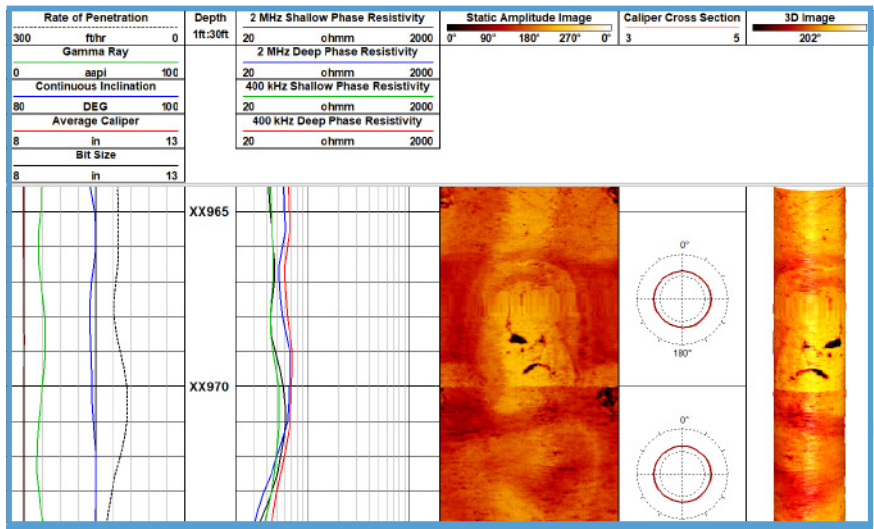 Rate of Penetration
300 ft/hr 0
Gamma Ray
0 aapi 100
Continuous Inclination
80 DEG 100
Average Caliper
8 in 13
Bit Size
8 in 13
Depth
1ft:30ft
2 MHz Shallow Phase Resistivity
20 ohmm 2000
2 MHz Deep Phase Resistivity
20 ohmm 2000
400 kHz Shallow Phase Resistivity
20 ohmm 2000
400 kHz Deep Phase Resistivity
20 ohmm 2000
Static Amplitude Image
0° 90° 180° 270° 0°
Caliper Cross Section
3 5
3D Image
202°
XX965
0°
180°
XX970
0°